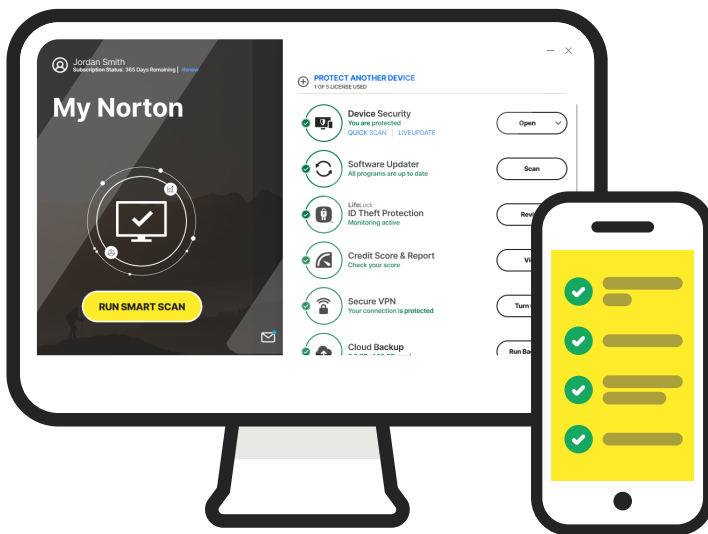 Jordan Smith
Subscription Status: 365 Days Remaining | Renew
My Norton
RUN SMART SCAN
PROTECT ANOTHER DEVICE
1 OF 5 LICENSE USED
Device Security
You are protected
QUICK SCAN | LIVEUPDATE
Open
Software Updater
All programs are up to date
Scan
LifeLock
ID Theft Protection
Monitoring active
Credit Score & Report
Check your score
Secure VPN
Your connection is protected
Turn
Cloud Backup
Run